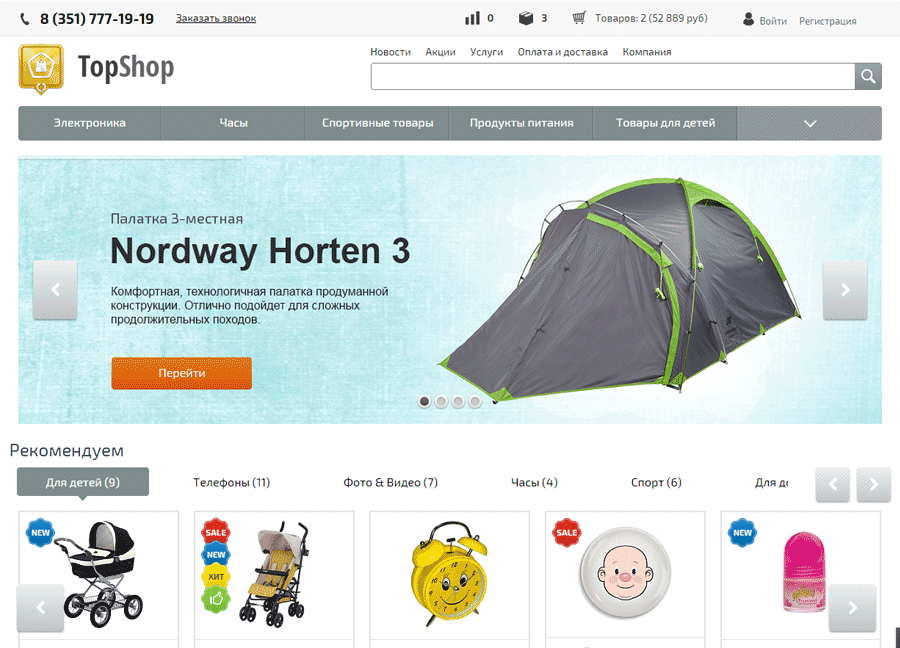 8 (351) 777-19-19 Заказать звонок 0 3 Товаров: 2 (52 889 руб) Войти Регистрация
TopShop
Новости Акции Услуги Оплата и доставка Компания
Электроника Часы Спортивные товары Продукты питания Товары для детей
Палатка 3-местная
Nordway Horten 3
Комфортная, технологичная палатка продуманной
конструкции. Отлично подойдет для сложных
продолжительных походов.
Перейти
Рекомендуем
Для детей (9) Телефоны (11) Фото & Видео (7) Часы (4) Спорт (6) Для де
NEW SALE SALE NEW
NEW
ХИТ